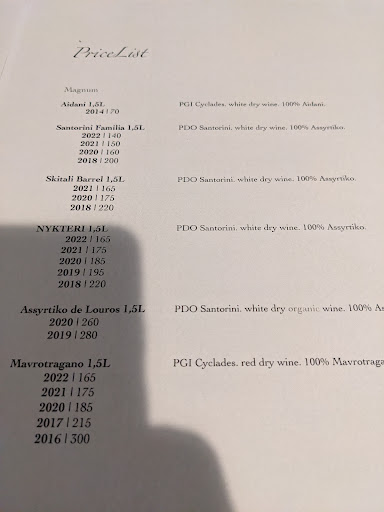 PriceList
Magnum
Aidani 1,5L PGI Cyclades. white dry wine. 100% Aidani.
2014 | 70
Santorini Familia 1,5L PDO Santorini. white dry wine. 100% Assyrtiko.
2022 | 140
2021 | 150
2020 | 160
2018 | 200
Skitali Barrel 1,5L PDO Santorini. white dry wine. 100% Assyrtiko.
2021 | 165
2020 | 175
2018 | 220
NYKTERI 1,5L PDO Santorini. white dry wine. 100% Assyrtiko.
2022 | 165
2021 | 175
2020 | 185
2019 | 195
2018 | 220
Assyrtiko de Louros 1,5L PDO Santorini. white dry organic wine. 100% As
2020 | 260
2019 | 280
Mavrotragano 1,5L PGI Cyclades. red dry wine. 100% Mavrotraga
2022 | 165
2021 | 175
2020 | 185
2017 | 215
2016 | 300